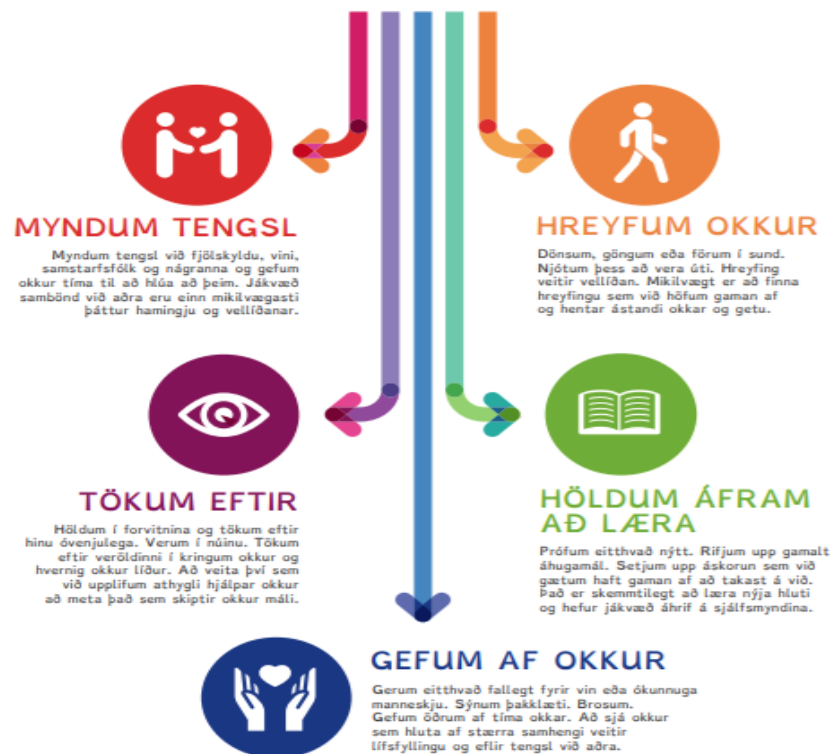 MYNDUM TENGSL
Myndum tengsl við fjölskyldu, vini,
samstarfsfólk og nágranna og gefum
okkur tíma til að hlúa að þeim. Jákvæð
sambönd við aðra eru einn mikilvægasti
þáttur hamingju og vellíðanar.
HREYFUM OKKUR
Dönsum, göngum eða förum í sund.
Njótum þess að vera úti. Hreyfing
veitir vellíðan. Mikilvægt er að finna
hreyfingu sem við höfum gaman af
og hentar ástandi okkar og getu.
TÖKUM EFTIR
Höldum í forvitnina og tökum eftir
hinu óvenjulega. Verum í núinu. Tökum
eftir veröldinni í kringum okkur og
hvernig okkur líður. Að veita því sem
við upplifum athygli hjálpar okkur
að meta það sem skiptir okkur máli.
HÖLDUM ÁFRAM
AÐ LÆRA
Prófum eitthvað nýtt. Rifjum upp gamalt
áhugamál. Setjum upp áskorun sem við
gætum haft gaman af að takast á við.
Það er skemmtilegt að læra nýja hluti
og hefur jákvæð áhrif á sjálfsmyndina.
GEFUM AF OKKUR
Gerum eitthvað fallegt fyrir vin eða ókunnuga
manneskju. Sýnum þakklæti. Brosum.
Gefum öðrum af tíma okkar. Að sjá okkur
sem hluta af stærra samhengi veitir
lífsfyllingu og eflir tengsl við aðra.